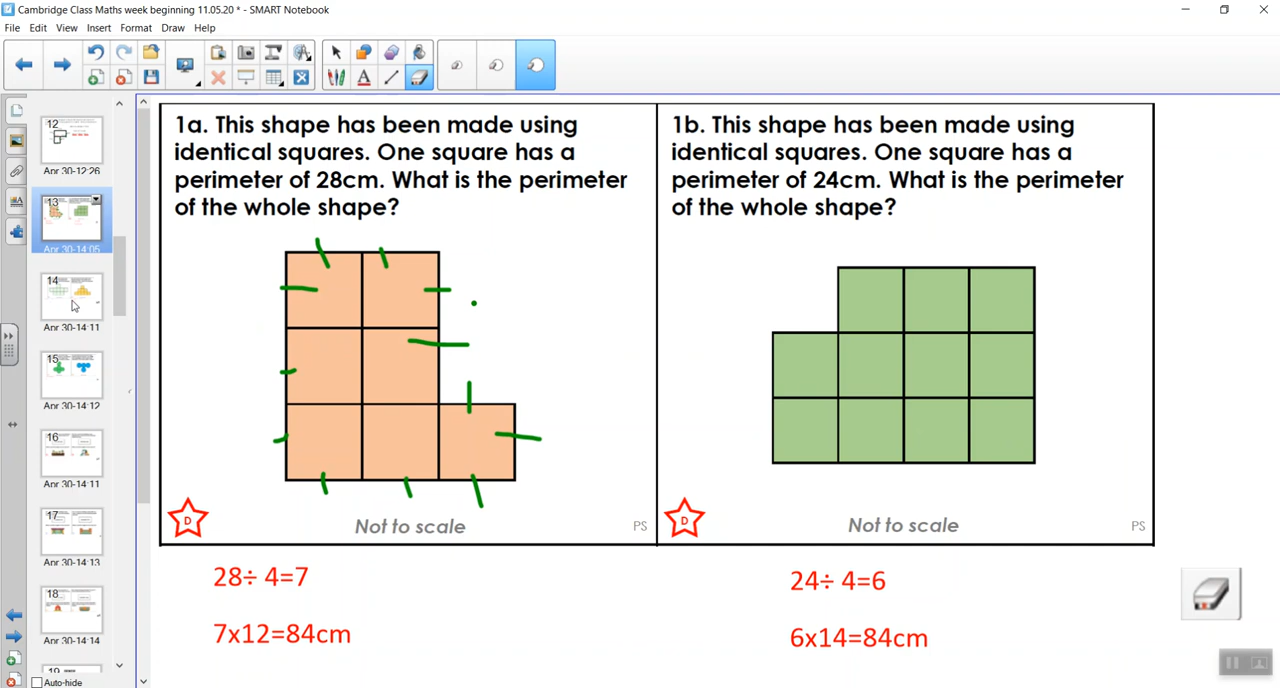 Cambridge Class Maths week beginning 11.05.20 * - SMART Notebook
File Edit View Insert Format Draw Help
12
Apr 30-12:26
13
Apr 30-14:05
14
Apr 30-14:11
15
Apr 30-14:12
16
Apr 30-14:11
17
Apr 30-14:13
18
Apr 30-14:14
19
Auto-hide
1a. This shape has been made using
identical squares. One square has a
perimeter of 28cm. What is the perimeter
of the whole shape?
D
Not to scale
PS
28÷ 4=7
7x12=84cm
1b. This shape has been made using
identical squares. One square has a
perimeter of 24cm. What is the perimeter
of the whole shape?
D
Not to scale
PS
24÷ 4=6
6x14=84cm